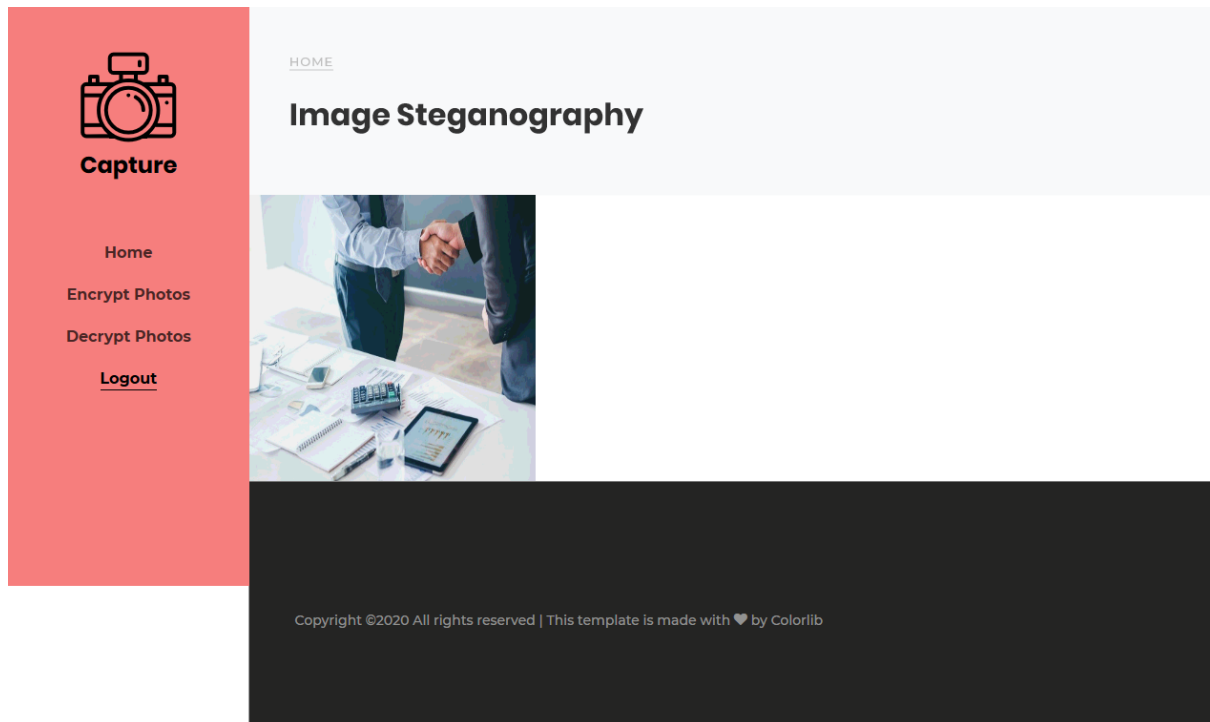 Capture
Home
Encrypt Photos
Decrypt Photos
Logout
HOME
Image Steganography
Copyright ©2020 All rights reserved | This template is made with ♥ by Colorlib